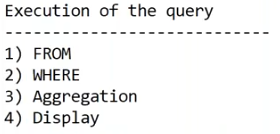 Execution of the query
----------------------------
1) FROM
2) WHERE
3) Aggregation
4) Display